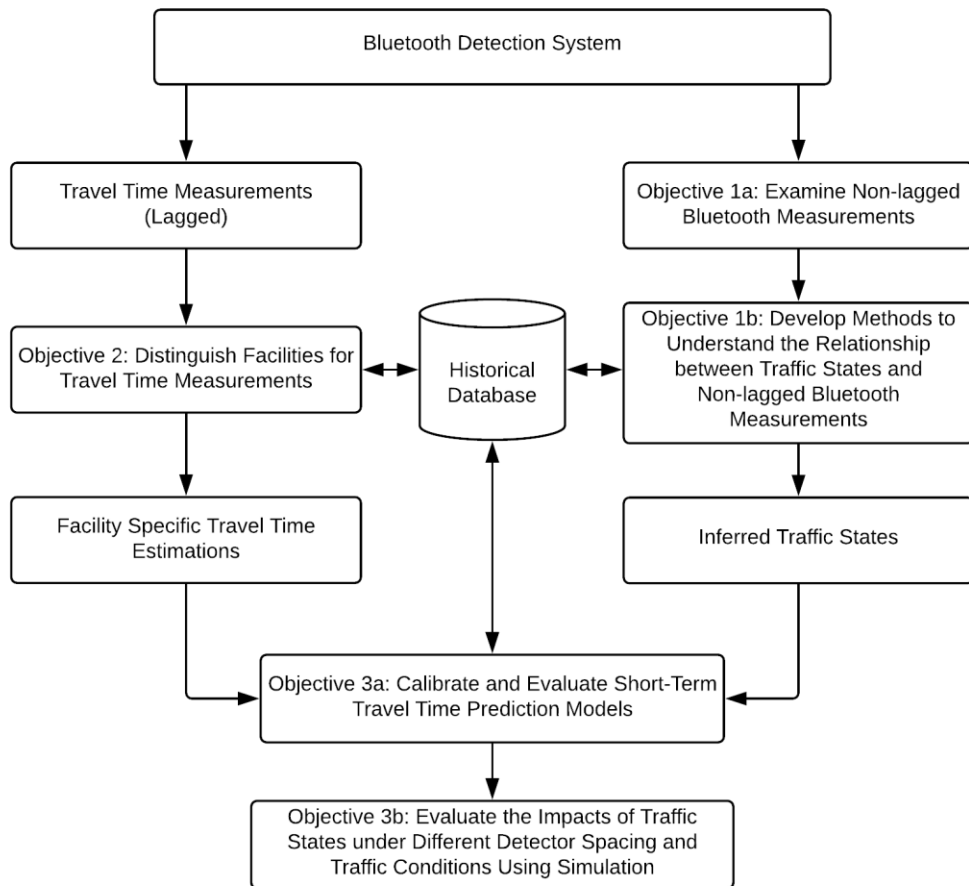 Bluetooth Detection System
Travel Time Measurements
(Lagged)
Objective 1a: Examine Non-lagged
Bluetooth Measurements
Objective 2: Distinguish Facilities for
Travel Time Measurements
Historical
Database
Objective 1b: Develop Methods to
Understand the Relationship
between Traffic States and
Non-lagged Bluetooth
Measurements
Facility Specific Travel Time
Estimations
Inferred Traffic States
Objective 3a: Calibrate and Evaluate Short-Term
Travel Time Prediction Models
Objective 3b: Evaluate the Impacts of Traffic
States under Different Detector Spacing and
Traffic Conditions Using Simulation